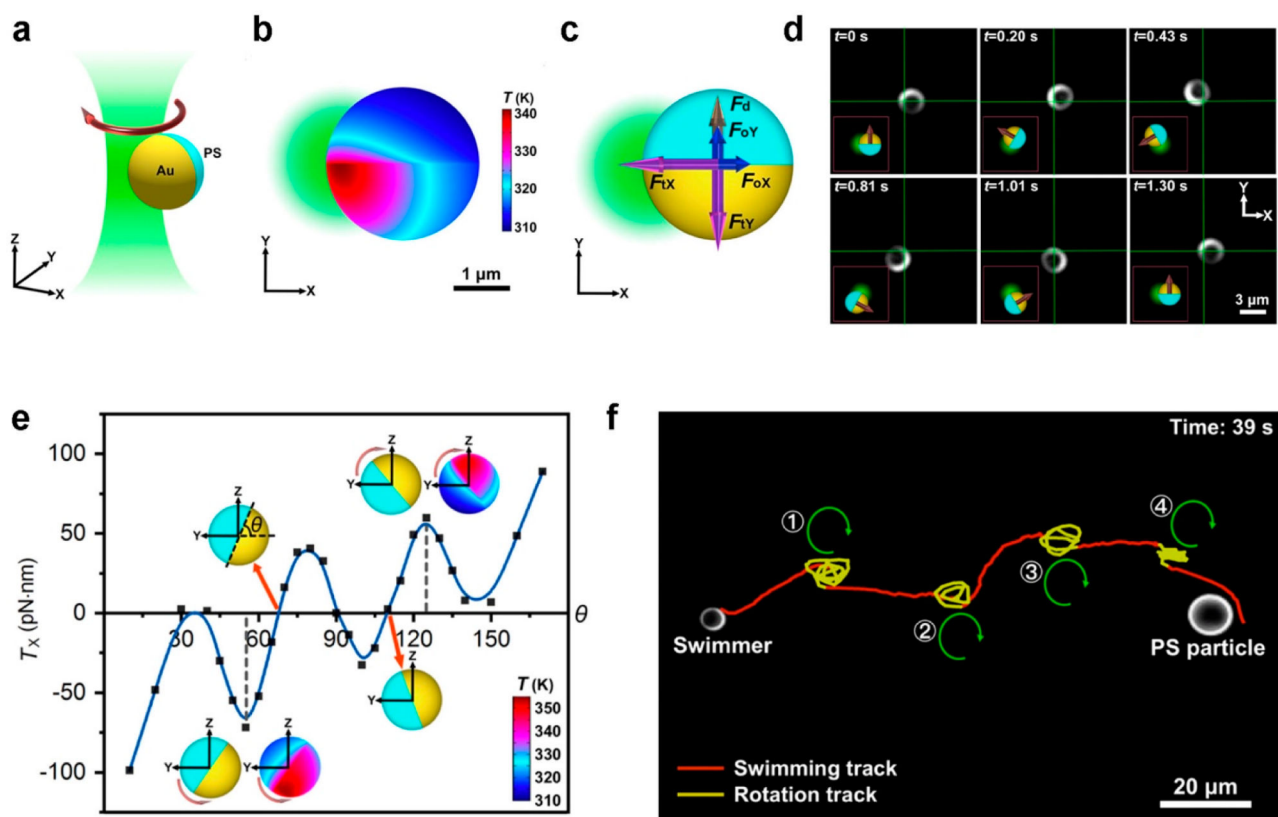 a
b
c
d
PS
Au
Z
Y
X
T (K)
340
330
320
310
Y
X
1 µm
Fd
FoY
FtX
FoX
FtY
Y
X
t=0 s
t=0.20 s
t=0.43 s
t=0.81 s
t=1.01 s
t=1.30 s
Y
X
3 µm
e
TX (pN·nm)
100
50
0
-50
-100
30
60
90
120
150
θ
Z
Y
θ
Z
Y
Z
Y
Z
Y
Z
Y
Z
Y
T (K)
350
340
330
320
310
f
Time: 39 s
①
②
③
④
Swimmer
PS particle
Swimming track
Rotation track
20 µm